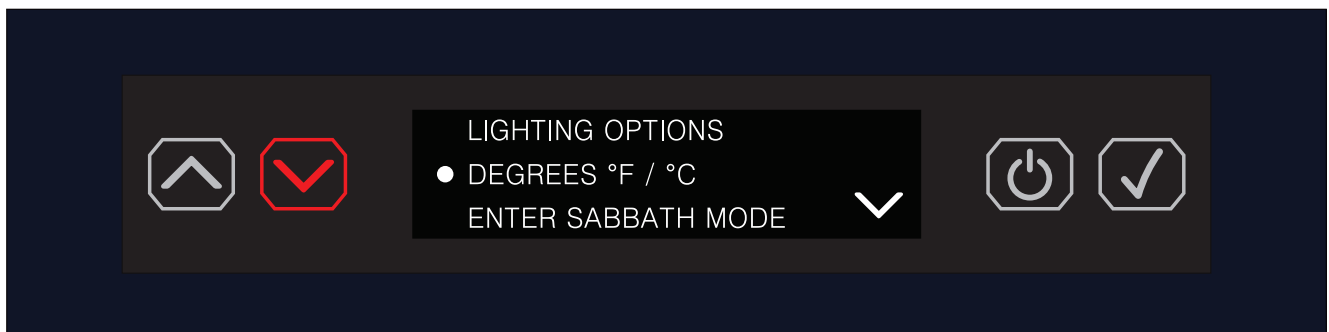 LIGHTING OPTIONS
DEGREES °F / °C
ENTER SABBATH MODE